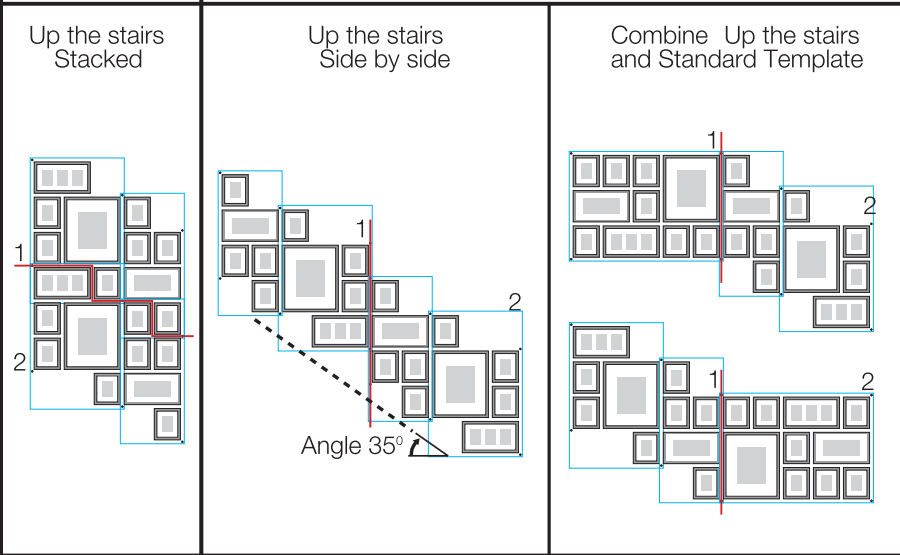 Up the stairs
Stacked
1
2
Up the stairs
Side by side
1
2
Angle 35⁰
Combine Up the stairs
and Standard Template
1
2
1
2